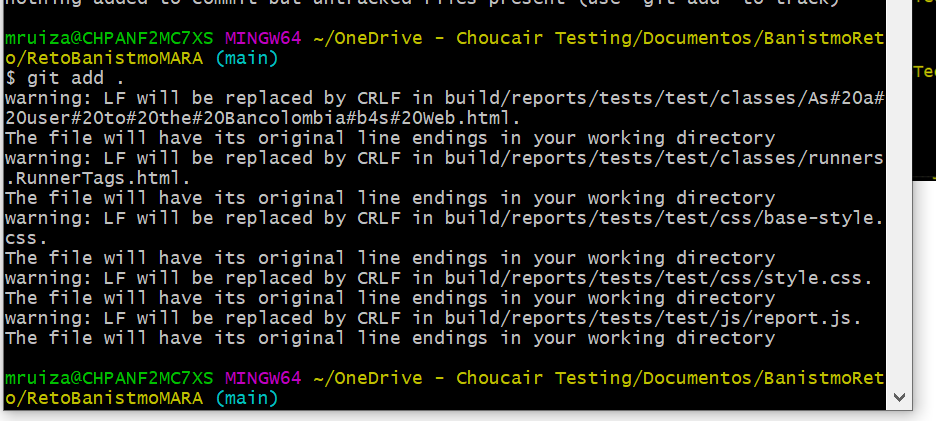 nothing added to commit but untracked files present (use "git add" to track)
mruiza@CHPANF2MC7XS MINGW64 ~/OneDrive - Choucair Testing/Documentos/BanistmoRet
o/RetoBanistmoMARA (main)
$ git add .
warning: LF will be replaced by CRLF in build/reports/tests/test/classes/As#20a#
20user#20to#20the#20Bancolombia#b4s#20Web.html.
The file will have its original line endings in your working directory
warning: LF will be replaced by CRLF in build/reports/tests/test/classes/runners
.RunnerTags.html.
The file will have its original line endings in your working directory
warning: LF will be replaced by CRLF in build/reports/tests/test/css/base-style.
css.
The file will have its original line endings in your working directory
warning: LF will be replaced by CRLF in build/reports/tests/test/css/style.css.
The file will have its original line endings in your working directory
warning: LF will be replaced by CRLF in build/reports/tests/test/js/report.js.
The file will have its original line endings in your working directory
mruiza@CHPANF2MC7XS MINGW64 ~/OneDrive - Choucair Testing/Documentos/BanistmoRet
o/RetoBanistmoMARA (main)